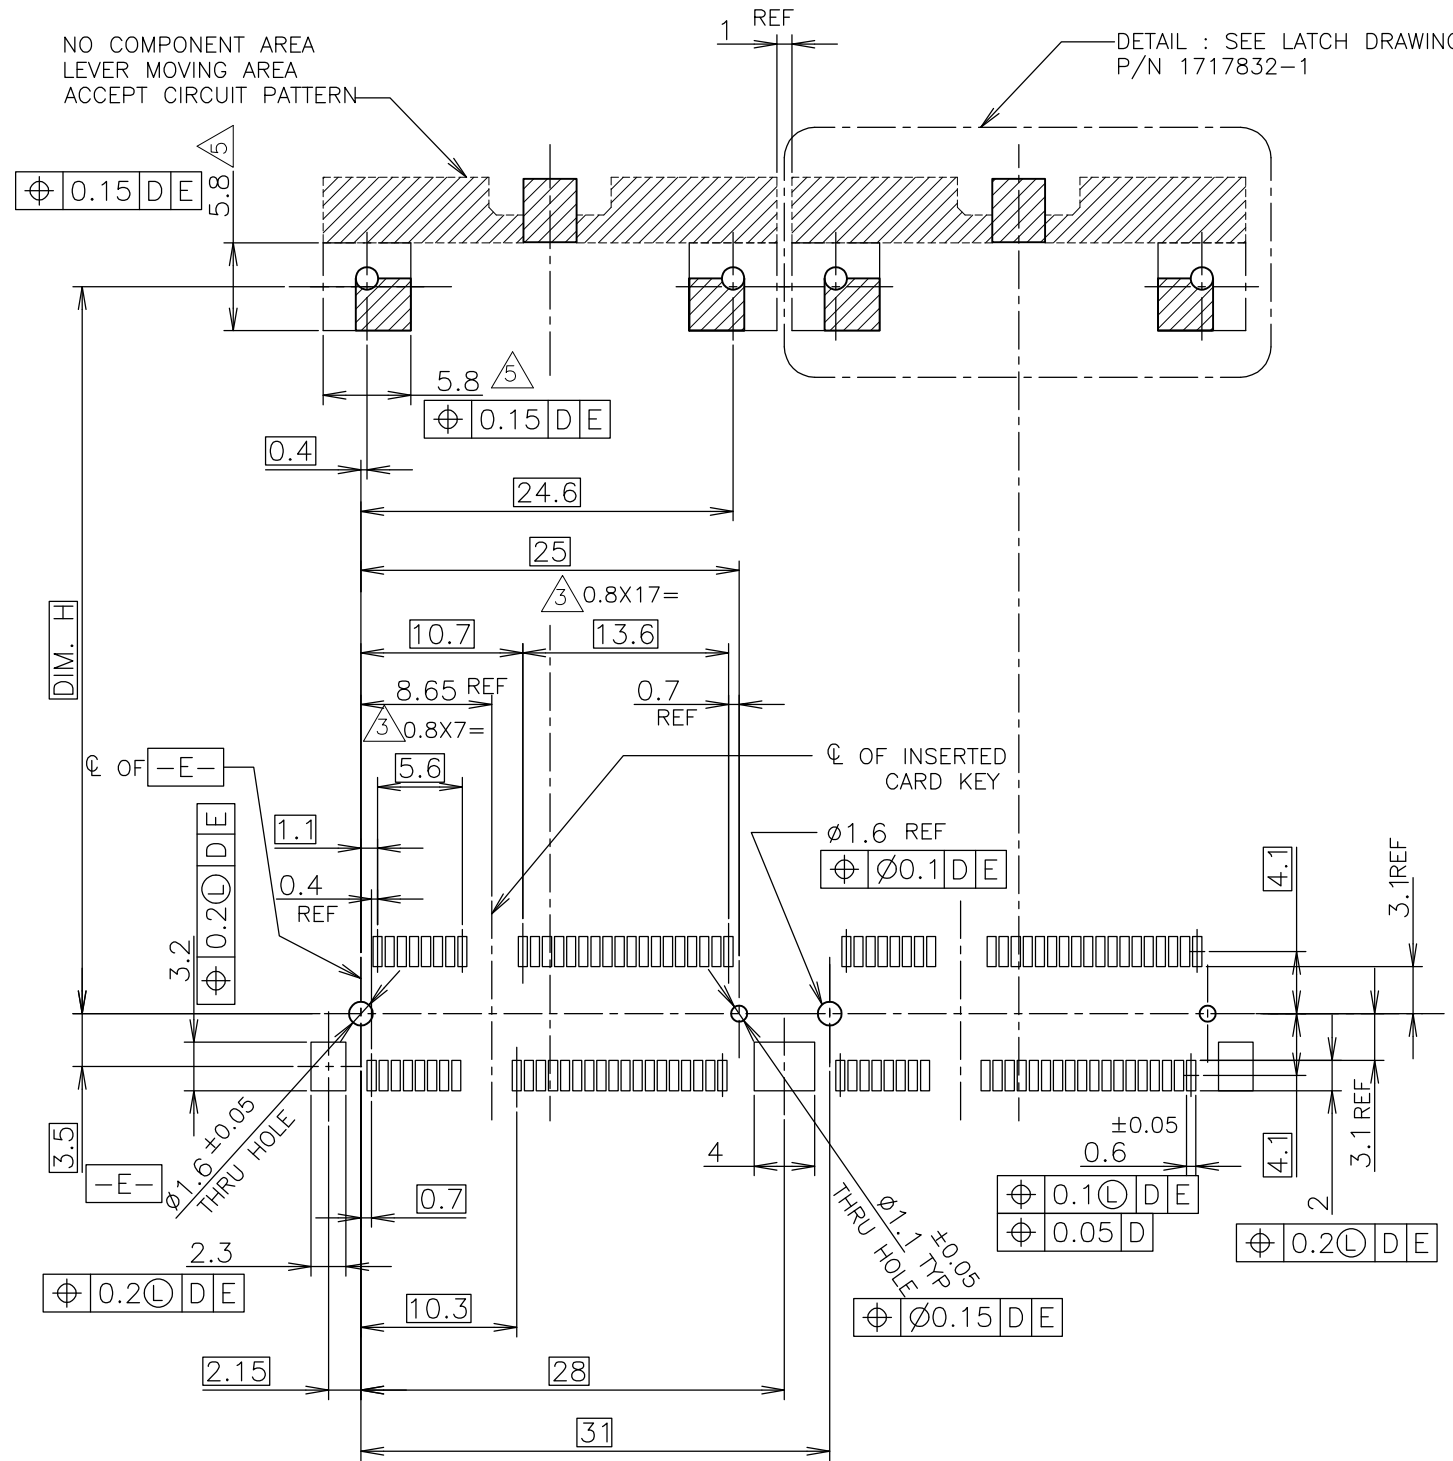 1 REF
NO COMPONENT AREA
LEVER MOVING AREA
ACCEPT CIRCUIT PATTERN
DETAIL : SEE LATCH DRAWING
P/N 1717832-1
⌖ 0.15 D E
5.8 5
5.8 5
⌖ 0.15 D E
0.4
24.6
25
3 0.8X17=
10.7
13.6
DIM. H
8.65 REF
0.7
REF
3 0.8X7=
5.6
℄ OF -E-
℄ OF INSERTED
CARD KEY
⌖ 0.2Ⓛ D E
1.1
ø1.6 REF
⌖ Ø0.1 D E
0.4
REF
4.1
3.1REF
3.2
3.5
-E-
ø1.6 ±0.05
THRU HOLE
0.7
4
ø1.1 ±0.05 TYP
THRU HOLE
±0.05
0.6
⌖ 0.1Ⓛ D E
⌖ 0.05 D
4.1
3.1REF
2
⌖ 0.2Ⓛ D E
2.3
⌖ 0.2Ⓛ D E
⌖ Ø0.15 D E
10.3
2.15
28
31